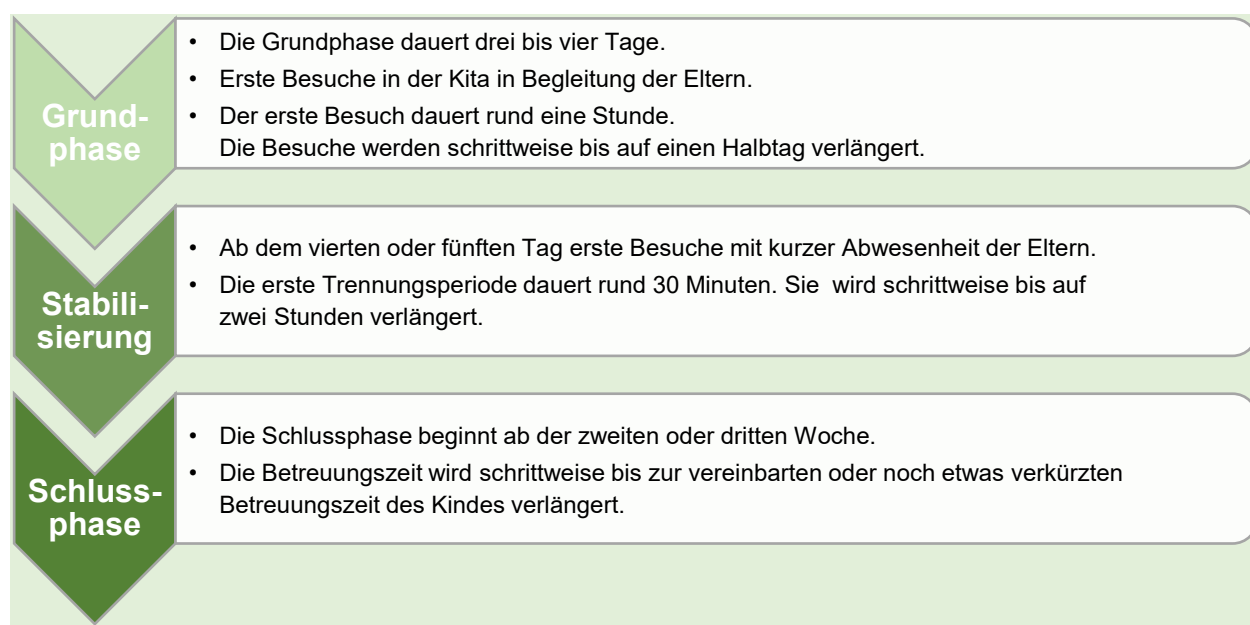 Grund-
phase
• Die Grundphase dauert drei bis vier Tage.
• Erste Besuche in der Kita in Begleitung der Eltern.
• Der erste Besuch dauert rund eine Stunde.
Die Besuche werden schrittweise bis auf einen Halbtag verlängert.
Stabili-
sierung
• Ab dem vierten oder fünften Tag erste Besuche mit kurzer Abwesenheit der Eltern.
• Die erste Trennungsperiode dauert rund 30 Minuten. Sie  wird schrittweise bis auf
zwei Stunden verlängert.
Schluss-
phase
• Die Schlussphase beginnt ab der zweiten oder dritten Woche.
• Die Betreuungszeit wird schrittweise bis zur vereinbarten oder noch etwas verkürzten
Betreuungszeit des Kindes verlängert.